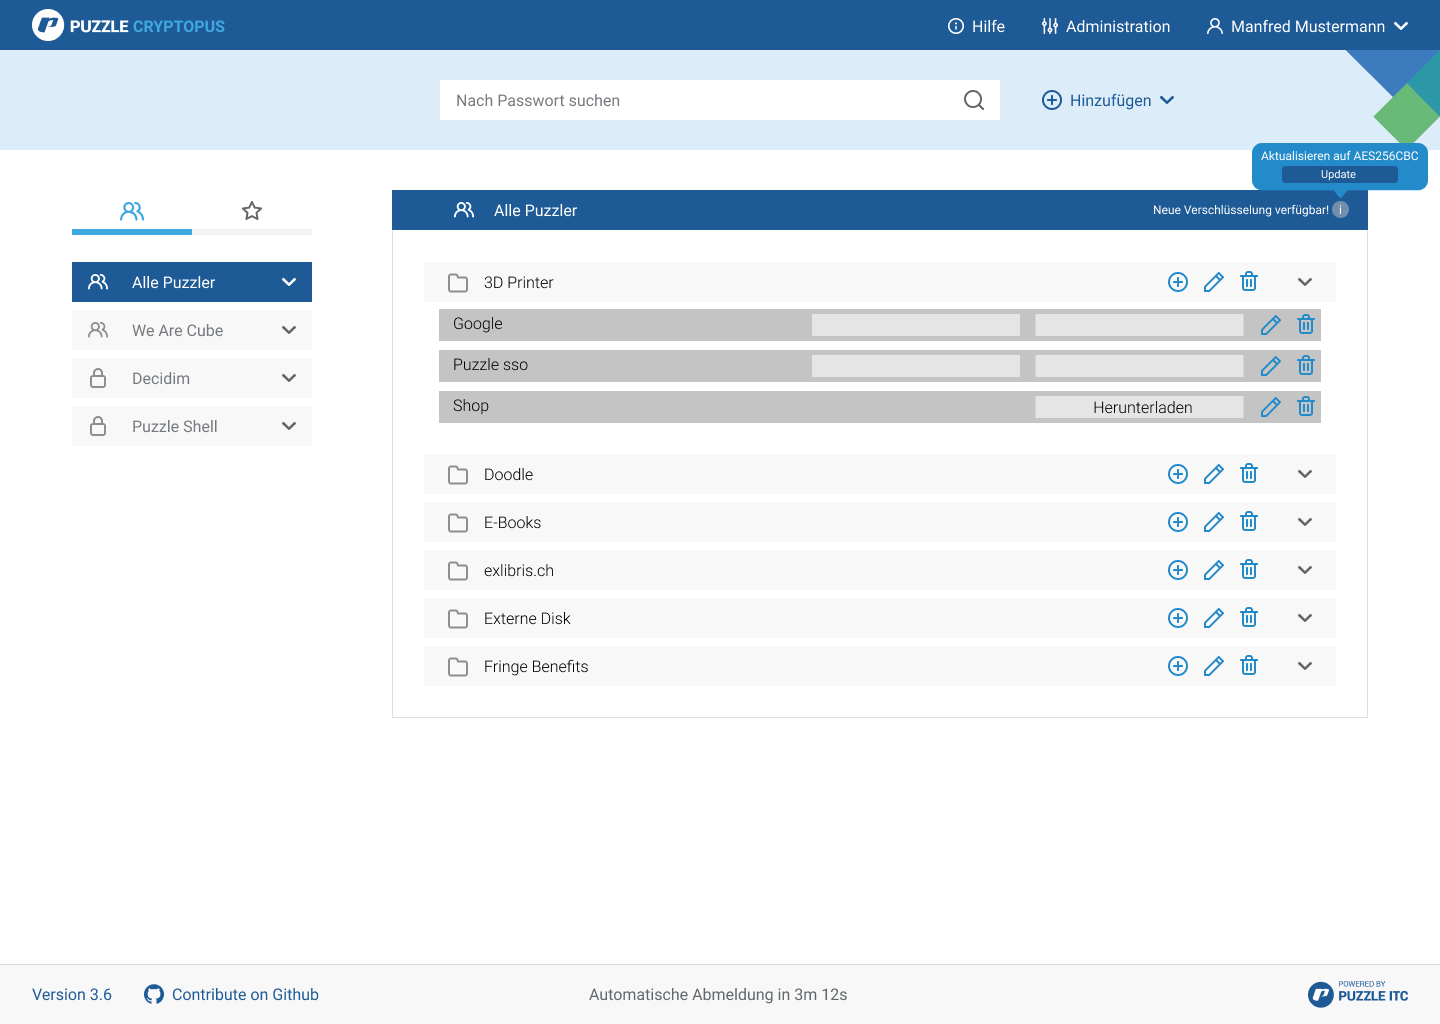 PUZZLE CRYPTOPUS
Hilfe
Administration
Manfred Mustermann
Nach Passwort suchen
Hinzufügen
Aktualisieren auf AES256CBC
Update
Alle Puzzler
Neue Verschlüsselung verfügbar!
i
Alle Puzzler
We Are Cube
Decidim
Puzzle Shell
3D Printer
Google
Puzzle sso
Shop
Herunterladen
Doodle
E-Books
exlibris.ch
Externe Disk
Fringe Benefits
Version 3.6
Contribute on Github
Automatische Abmeldung in 3m 12s
POWERED BY
PUZZLE ITC